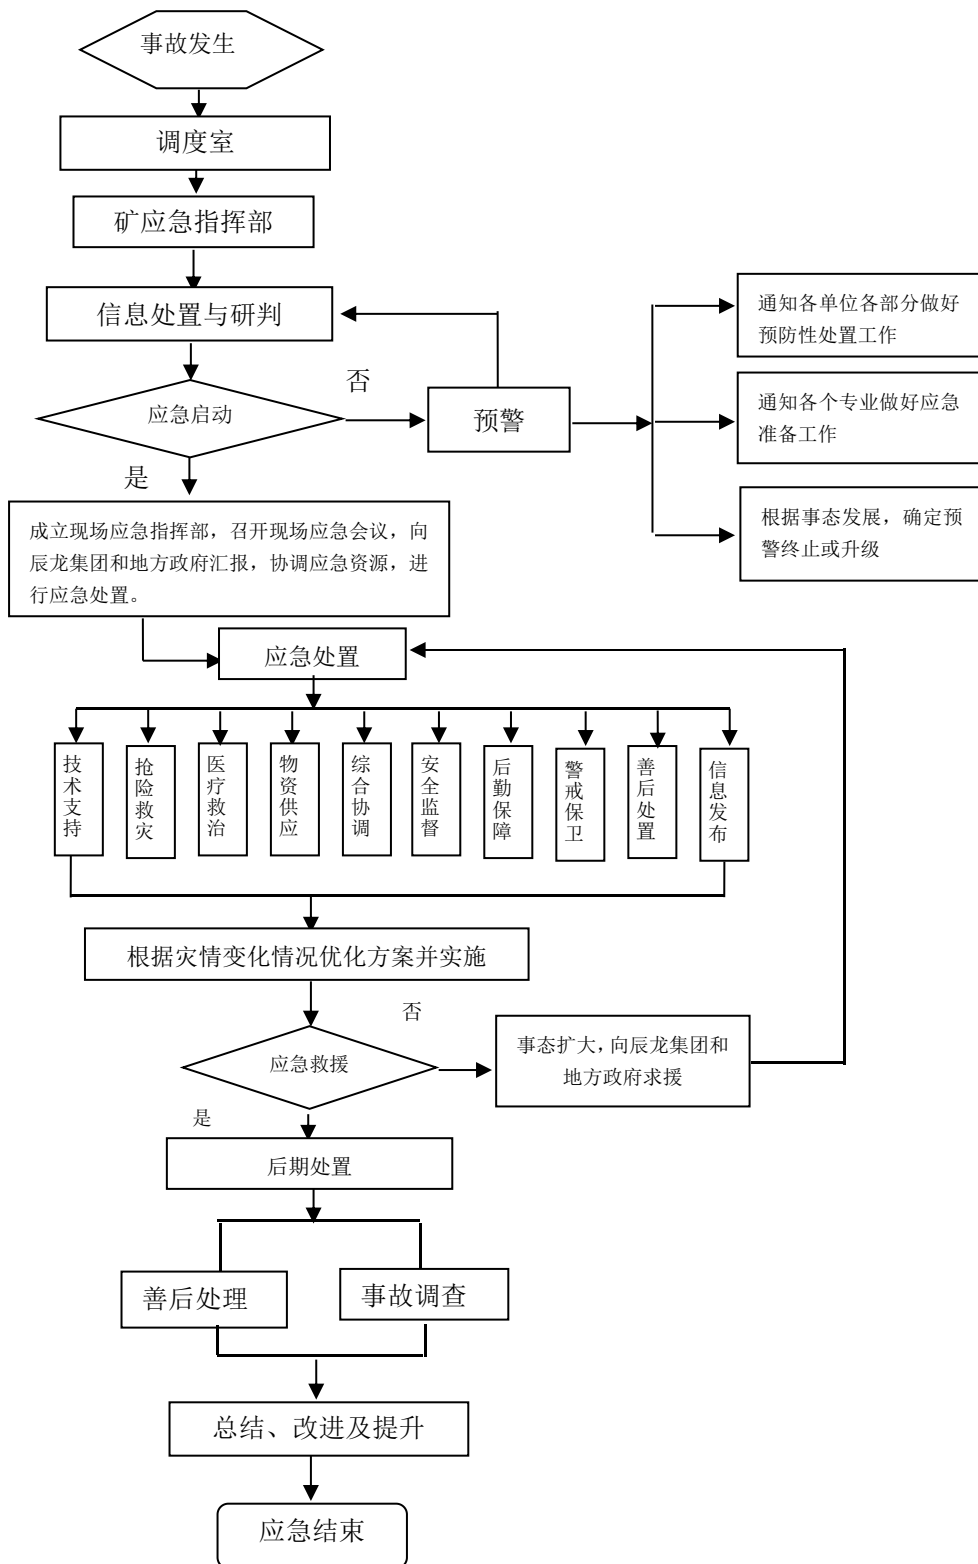 事故发生
调度室
矿应急指挥部
信息处置与研判
否
应急启动
预警
通知各单位各部分做好
预防性处置工作
通知各个专业做好应急
准备工作
根据事态发展，确定预
警终止或升级
是
成立现场应急指挥部，召开现场应急会议，向
辰龙集团和地方政府汇报，协调应急资源，进
行应急处置。
应急处置
技术支持
抢险救灾
医疗救治
物资供应
综合协调
安全监督
后勤保障
警戒保卫
善后处置
信息发布
根据灾情变化情况优化方案并实施
否
应急救援
事态扩大，向辰龙集团和
地方政府求援
是
后期处置
善后处理
事故调查
总结、改进及提升
应急结束